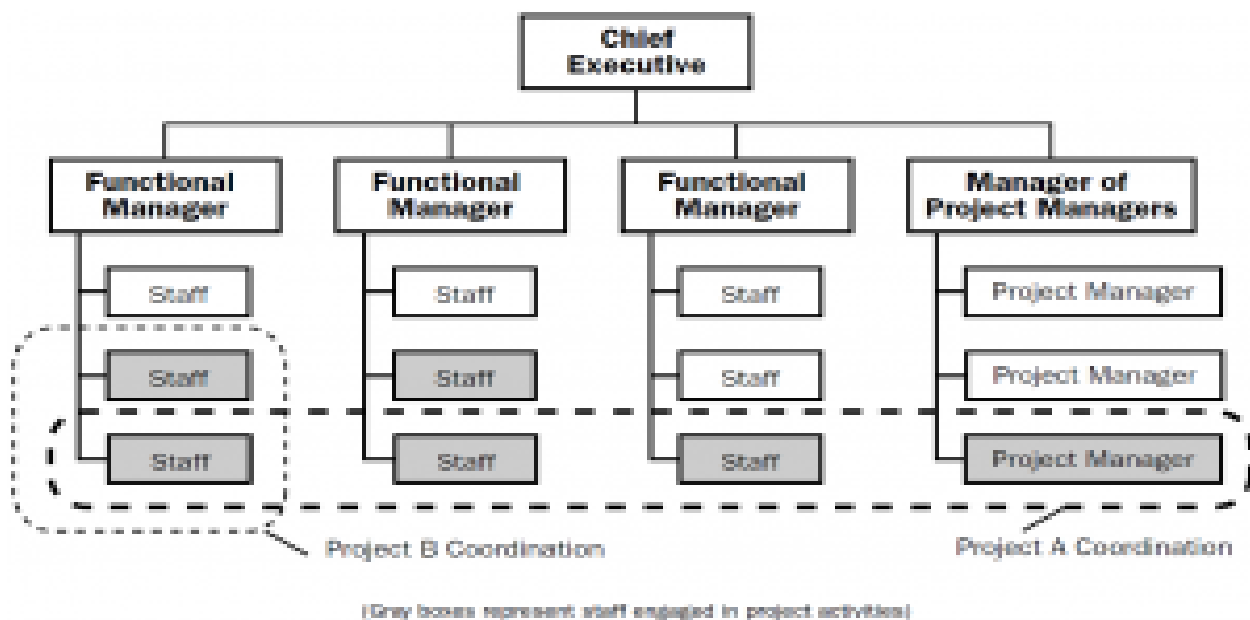 Chief
Executive
Functional
Manager
Functional
Manager
Functional
Manager
Manager of
Project Managers
Staff
Staff
Staff
Project Manager
Staff
Staff
Staff
Project Manager
Staff
Staff
Staff
Project Manager
Project B Coordination
Project A Coordination
(Gray boxes represent staff engaged in project activities)